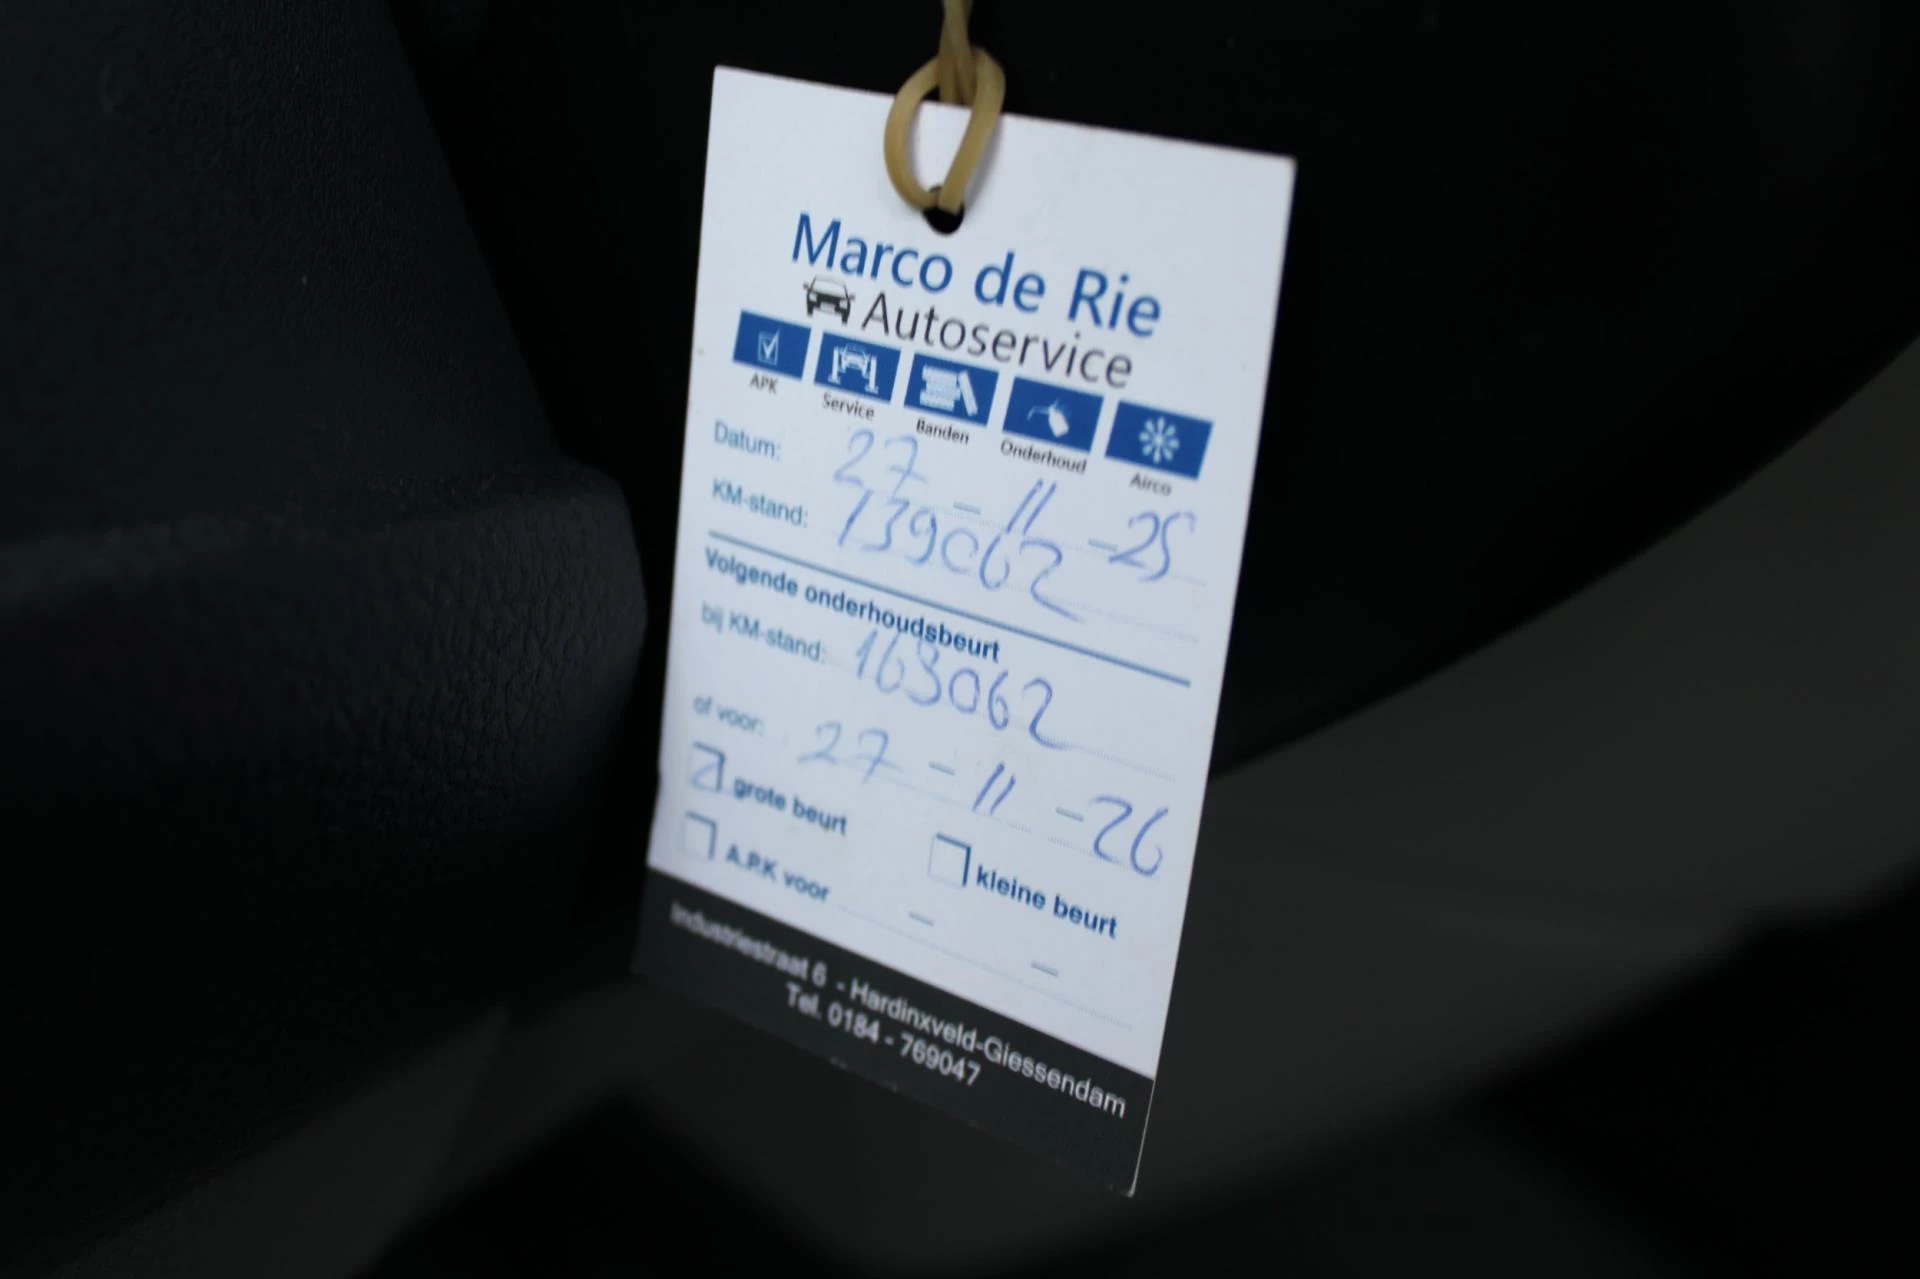 Marco de Rie
Autoservice
APK Service Banden Onderhoud Airco
Datum: 27 - 11 - 25
KM-stand: 139062
Volgende onderhoudsbeurt
bij KM-stand: 163062
of voor: 27 - 11 - 26
grote beurt kleine beurt
A.P.K voor - -
Industriestraat 6 - Hardinxveld-Giessendam
Tel. 0184 - 769047